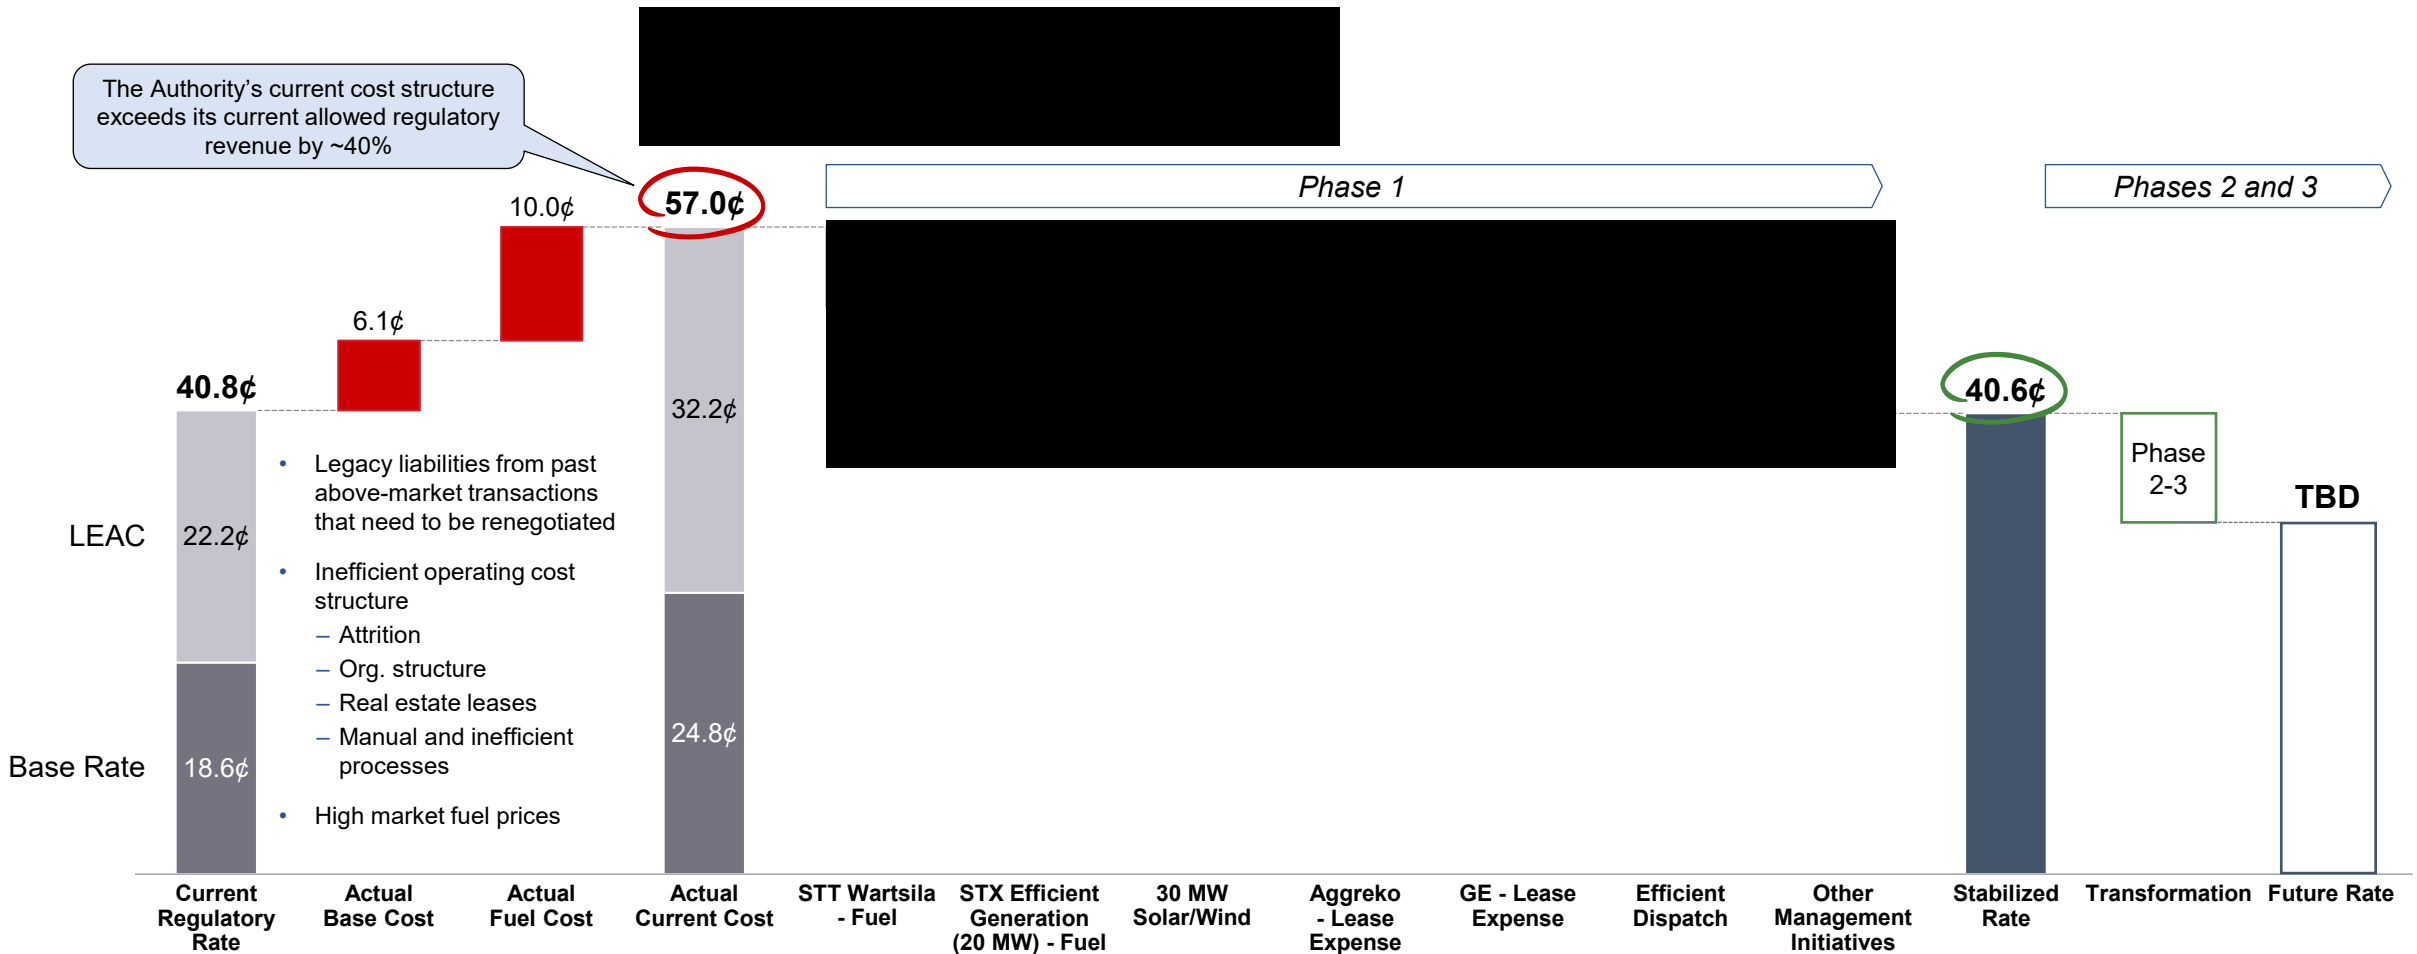 The Authority’s current cost structure
exceeds its current allowed regulatory
revenue by ~40%
Phase 1
Phases 2 and 3
40.8¢
6.1¢
10.0¢
57.0¢
40.6¢
Phase
2-3
TBD
LEAC
22.2¢
32.2¢
Base Rate
18.6¢
24.8¢
• Legacy liabilities from past
above-market transactions
that need to be renegotiated
• Inefficient operating cost
structure
– Attrition
– Org. structure
– Real estate leases
– Manual and inefficient
processes
• High market fuel prices
Current
Regulatory
Rate
Actual
Base Cost
Actual
Fuel Cost
Actual
Current Cost
STT Wartsila
- Fuel
STX Efficient
Generation
(20 MW) - Fuel
30 MW
Solar/Wind
Aggreko
- Lease
Expense
GE - Lease
Expense
Efficient
Dispatch
Other
Management
Initiatives
Stabilized
Rate
Transformation
Future Rate